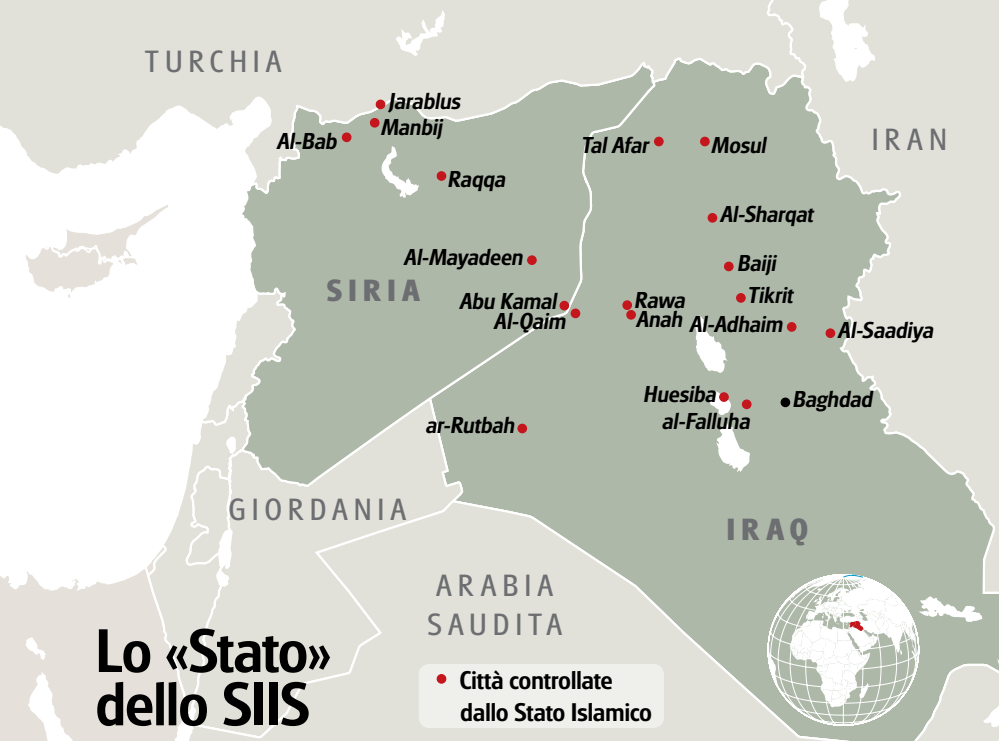 TURCHIA
Jarablus
Manbij
Al-Bab
IRAN
Tal Afar
Mosul
Raqqa
Al-Sharqat
Al-Mayadeen
Baiji
SIRIA
Tikrit
Abu Kamal
Rawa
Al-Qaim
Anah
Al-Adhaim
Al-Saadiya
Huesiba
Baghdad
al-Falluha
ar-Rutbah
GIORDANIA
IRAQ
ARABIA
SAUDITA
Lo «Stato»
dello SIIS
Città controllate
dallo Stato Islamico